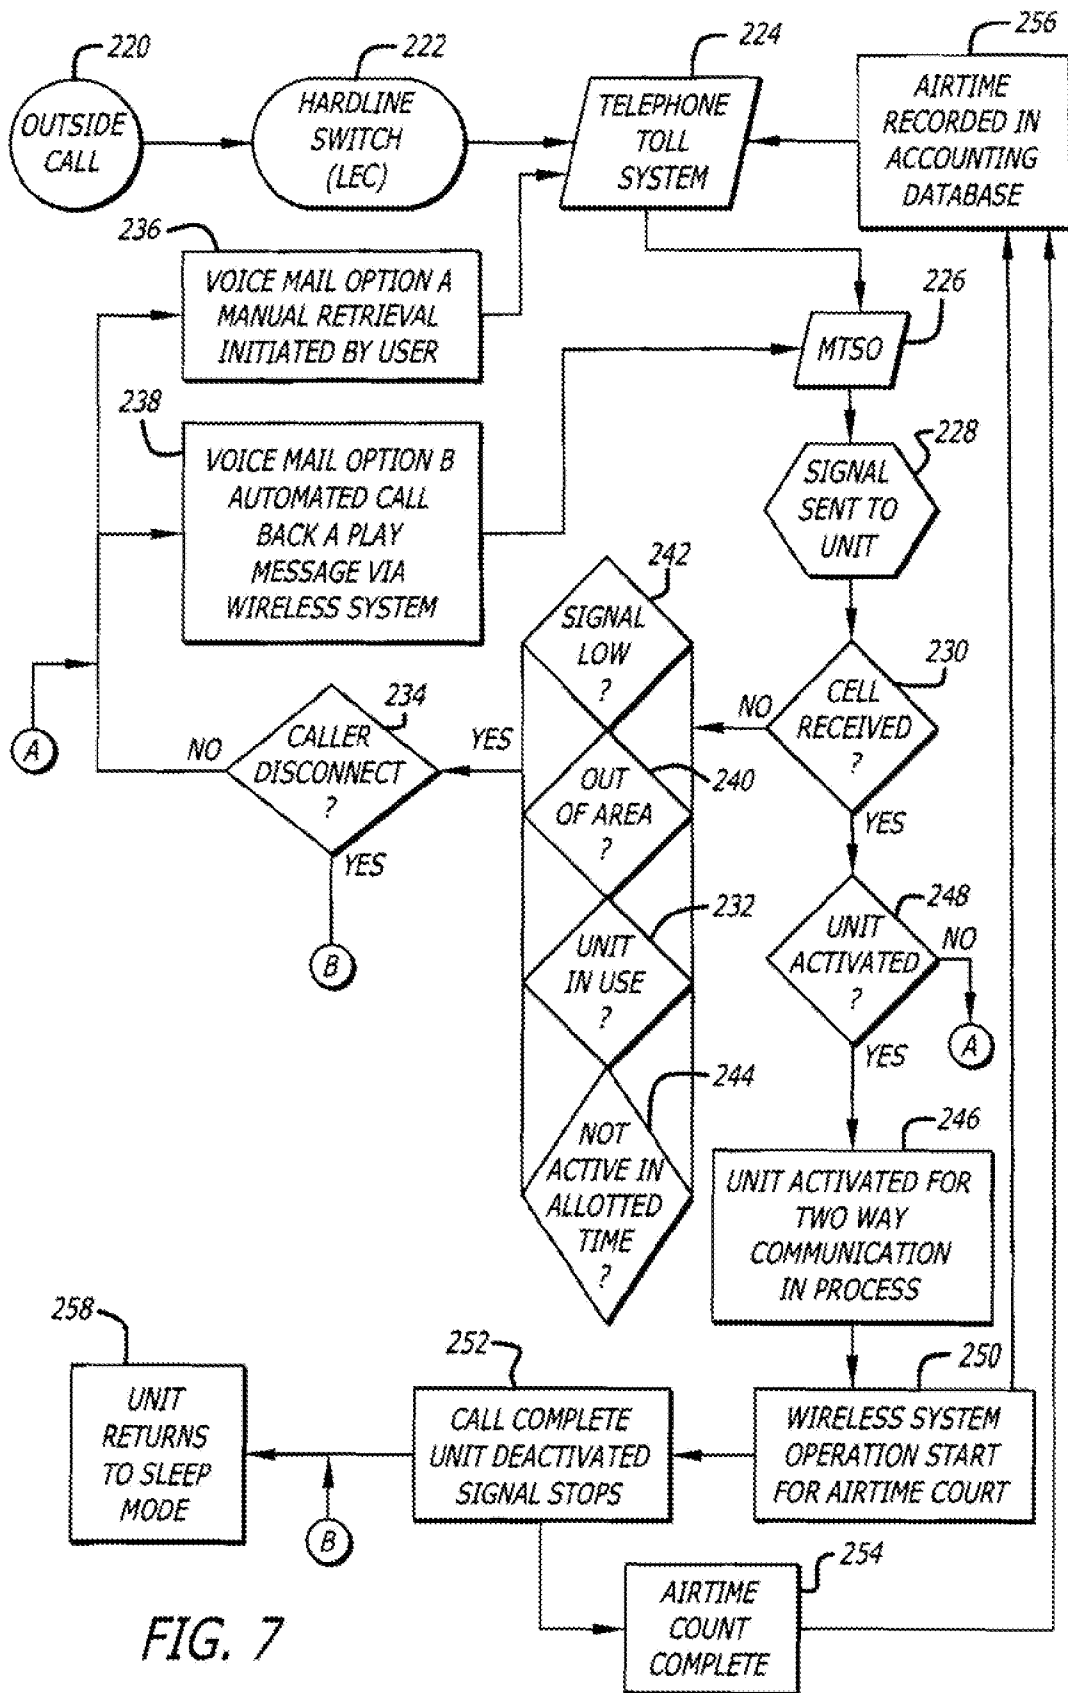 220
OUTSIDE
CALL
222
HARDLINE
SWITCH
(LEC)
224
TELEPHONE
TOLL
SYSTEM
256
AIRTIME
RECORDED IN
ACCOUNTING
DATABASE
236
VOICE MAIL OPTION A
MANUAL RETRIEVAL
INITIATED BY USER
226
MTSO
238
VOICE MAIL OPTION B
AUTOMATED CALL
BACK A PLAY
MESSAGE VIA
WIRELESS SYSTEM
228
SIGNAL
SENT TO
UNIT
242
SIGNAL
LOW
?
230
CELL
RECEIVED
?
NO
YES
A
234
CALLER
DISCONNECT
?
NO
YES
YES
B
240
OUT
OF AREA
?
232
UNIT
IN USE
?
248
UNIT
ACTIVATED
?
NO
A
YES
244
NOT
ACTIVE IN
ALLOTTED
TIME
?
246
UNIT ACTIVATED FOR
TWO WAY
COMMUNICATION
IN PROCESS
258
UNIT
RETURNS
TO SLEEP
MODE
252
CALL COMPLETE
UNIT DEACTIVATED
SIGNAL STOPS
250
WIRELESS SYSTEM
OPERATION START
FOR AIRTIME COURT
B
254
AIRTIME
COUNT
COMPLETE
FIG. 7